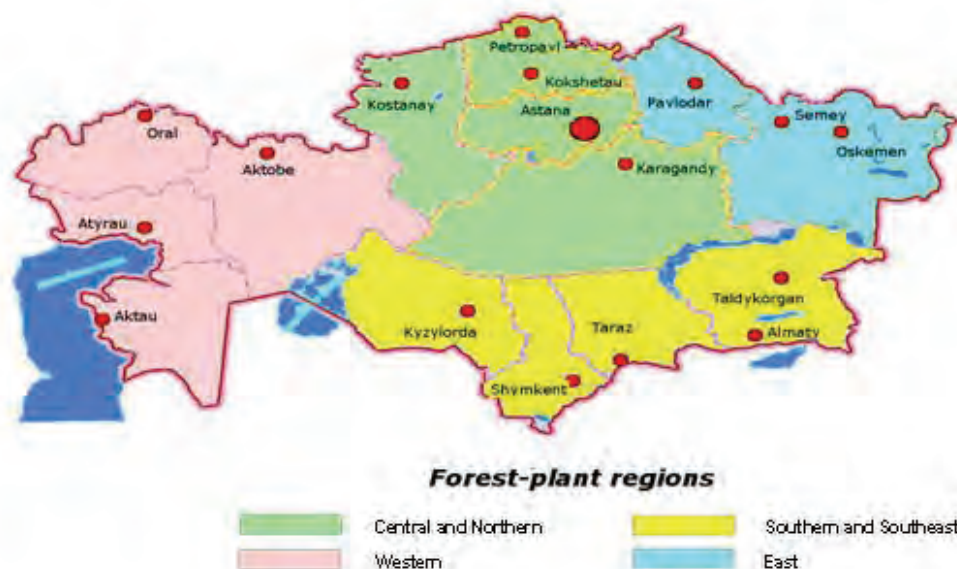 Petropavl
Kokshetau
Kostanay
Astana
Pavlodar
Semey
Oskemen
Oral
Aktobe
Karagandy
Atyrau
Aktau
Kyzylorda
Taraz
Taldykorgan
Almaty
Shymkent
Forest-plant regions
Central and Northern
Southern and Southeast
Western
East